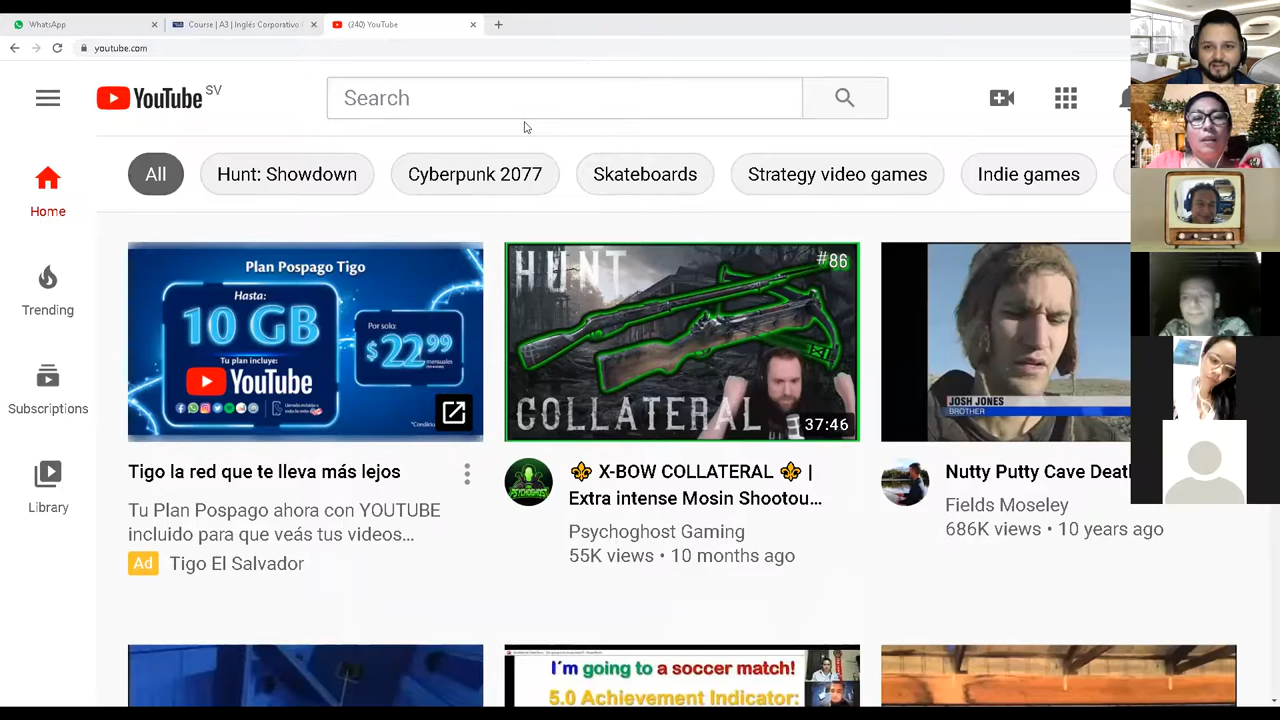 WhatsApp
Course | A3 | Inglés Corporativo
(240) YouTube
youtube.com
YouTube SV
Search
All
Hunt: Showdown
Cyberpunk 2077
Skateboards
Strategy video games
Indie games
Home
Trending
Subscriptions
Library
Plan Pospago Tigo
Hasta:
10 GB
Tu plan incluye:
YouTube
Por solo:
$22.99
mensuales
Tigo la red que te lleva más lejos
Tu Plan Pospago ahora con YOUTUBE
incluido para que veás tus videos...
Ad Tigo El Salvador
HUNT
#86
COLLATERAL
37:46
X-BOW COLLATERAL |
Extra intense Mosin Shootou...
Psychoghost Gaming
55K views • 10 months ago
JOSH JONES
BROTHER
Nutty Putty Cave Death
Fields Moseley
686K views • 10 years ago
I´m going to a soccer match!
5.0 Achievement Indicator: